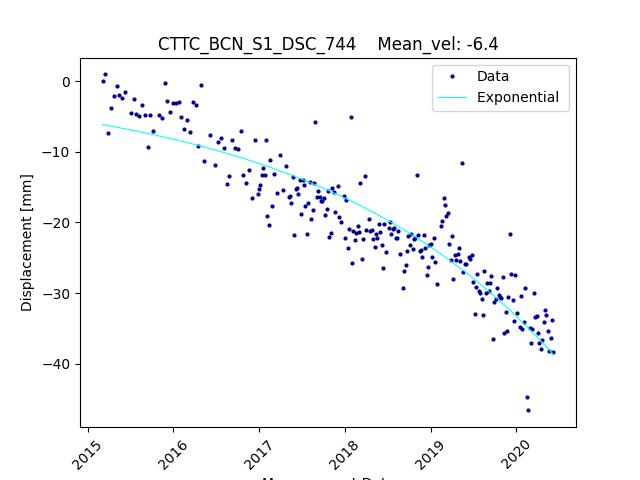 CTTC_BCN_S1_DSC_744 Mean_vel: -6.4
Data
Exponential
0
−10
−20
−30
−40
Displacement [mm]
2015
2016
2017
2018
2019
2020